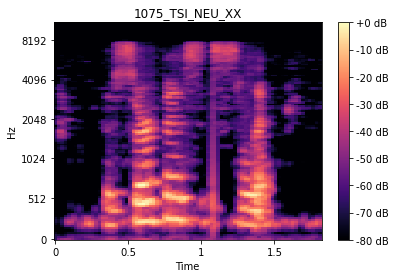 1075_TSI_NEU_XX
+0 dB
8192
-10 dB
4096
-20 dB
-30 dB
2048
-40 dB
Hz
1024
-50 dB
512
-60 dB
-70 dB
0
-80 dB
0
0.5
1
1.5
Time